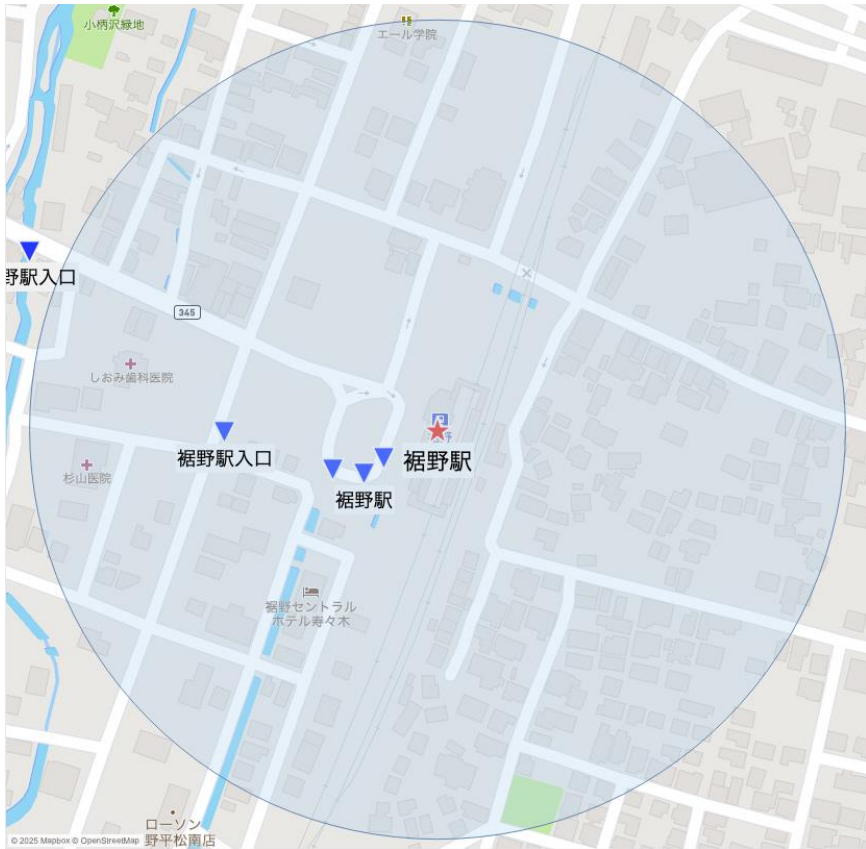 小柄沢緑地
エール学院
野駅入口
345
しおみ歯科医院
裾野駅入口
裾野駅
杉山医院
裾野駅
裾野セントラル
ホテル寿々木
ローソン
野平松南店
© 2025 Mapbox © OpenStreetMap